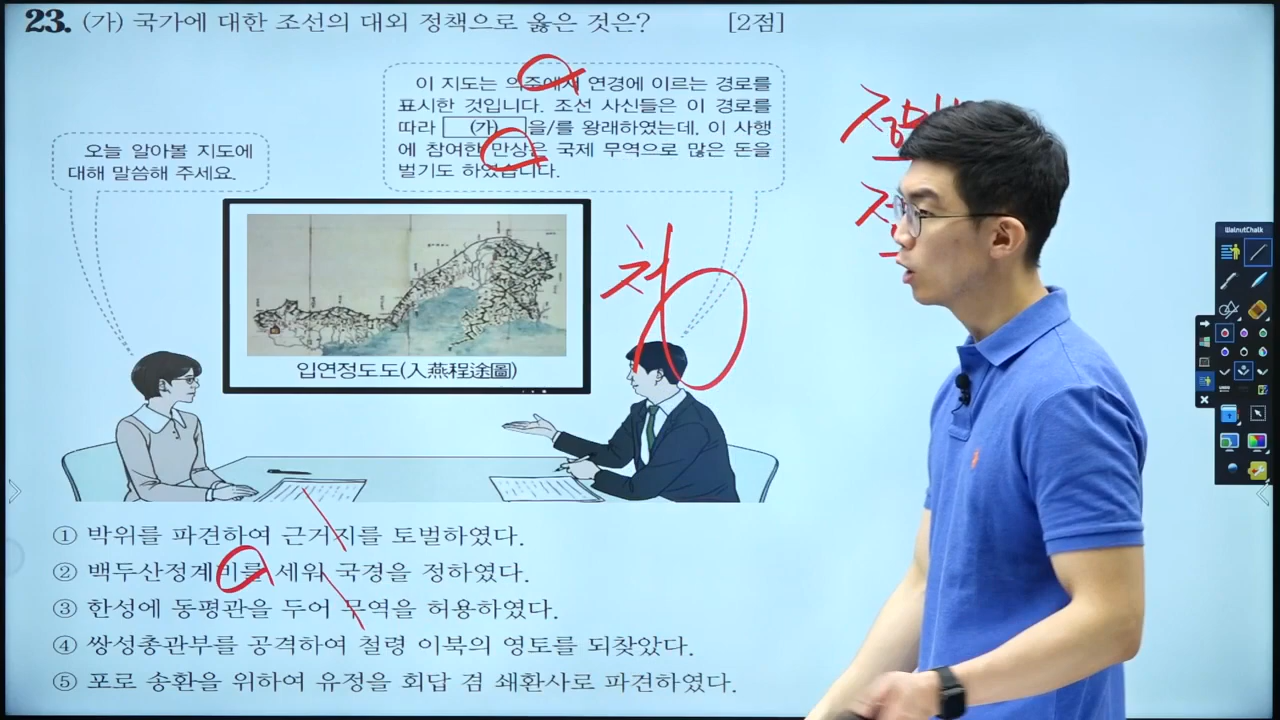 23. (가) 국가에 대한 조선의 대외 정책으로 옳은 것은? [2점]
이 지도는 의주에서 연경에 이르는 경로를
표시한 것입니다. 조선 사신들은 이 경로를
따라 (가) 을/를 왕래하였는데, 이 사행
에 참여한 만상은 국제 무역으로 많은 돈을
벌기도 하였습니다.
오늘 알아볼 지도에
대해 말씀해 주세요.
입연정도도(入燕程途圖)
청
① 박위를 파견하여 근거지를 토벌하였다.
② 백두산정계비를 세워 국경을 정하였다.
③ 한성에 동평관을 두어 무역을 허용하였다.
④ 쌍성총관부를 공격하여 철령 이북의 영토를 되찾았다.
⑤ 포로 송환을 위하여 유정을 회답 겸 쇄환사로 파견하였다.
WalnutChalk